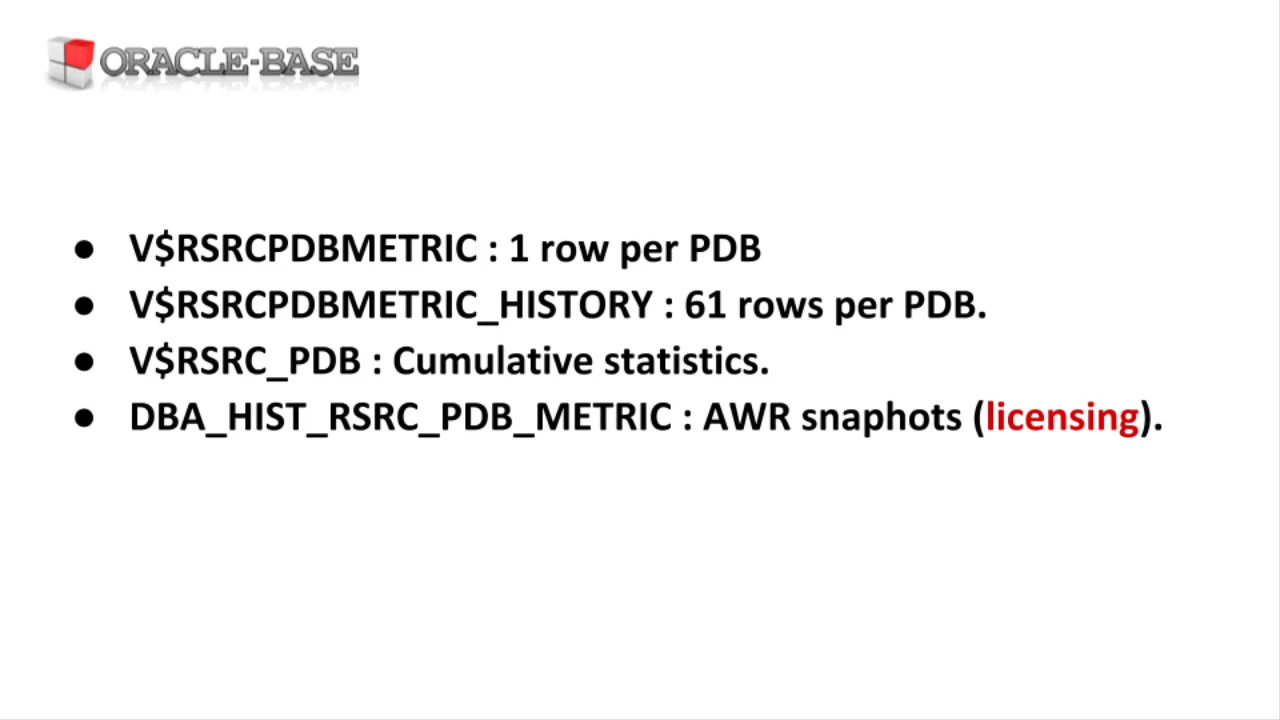 ORACLE-BASE
● V$RSRCPDBMETRIC : 1 row per PDB
● V$RSRCPDBMETRIC_HISTORY : 61 rows per PDB.
● V$RSRC_PDB : Cumulative statistics.
● DBA_HIST_RSRC_PDB_METRIC : AWR snaphots (licensing).